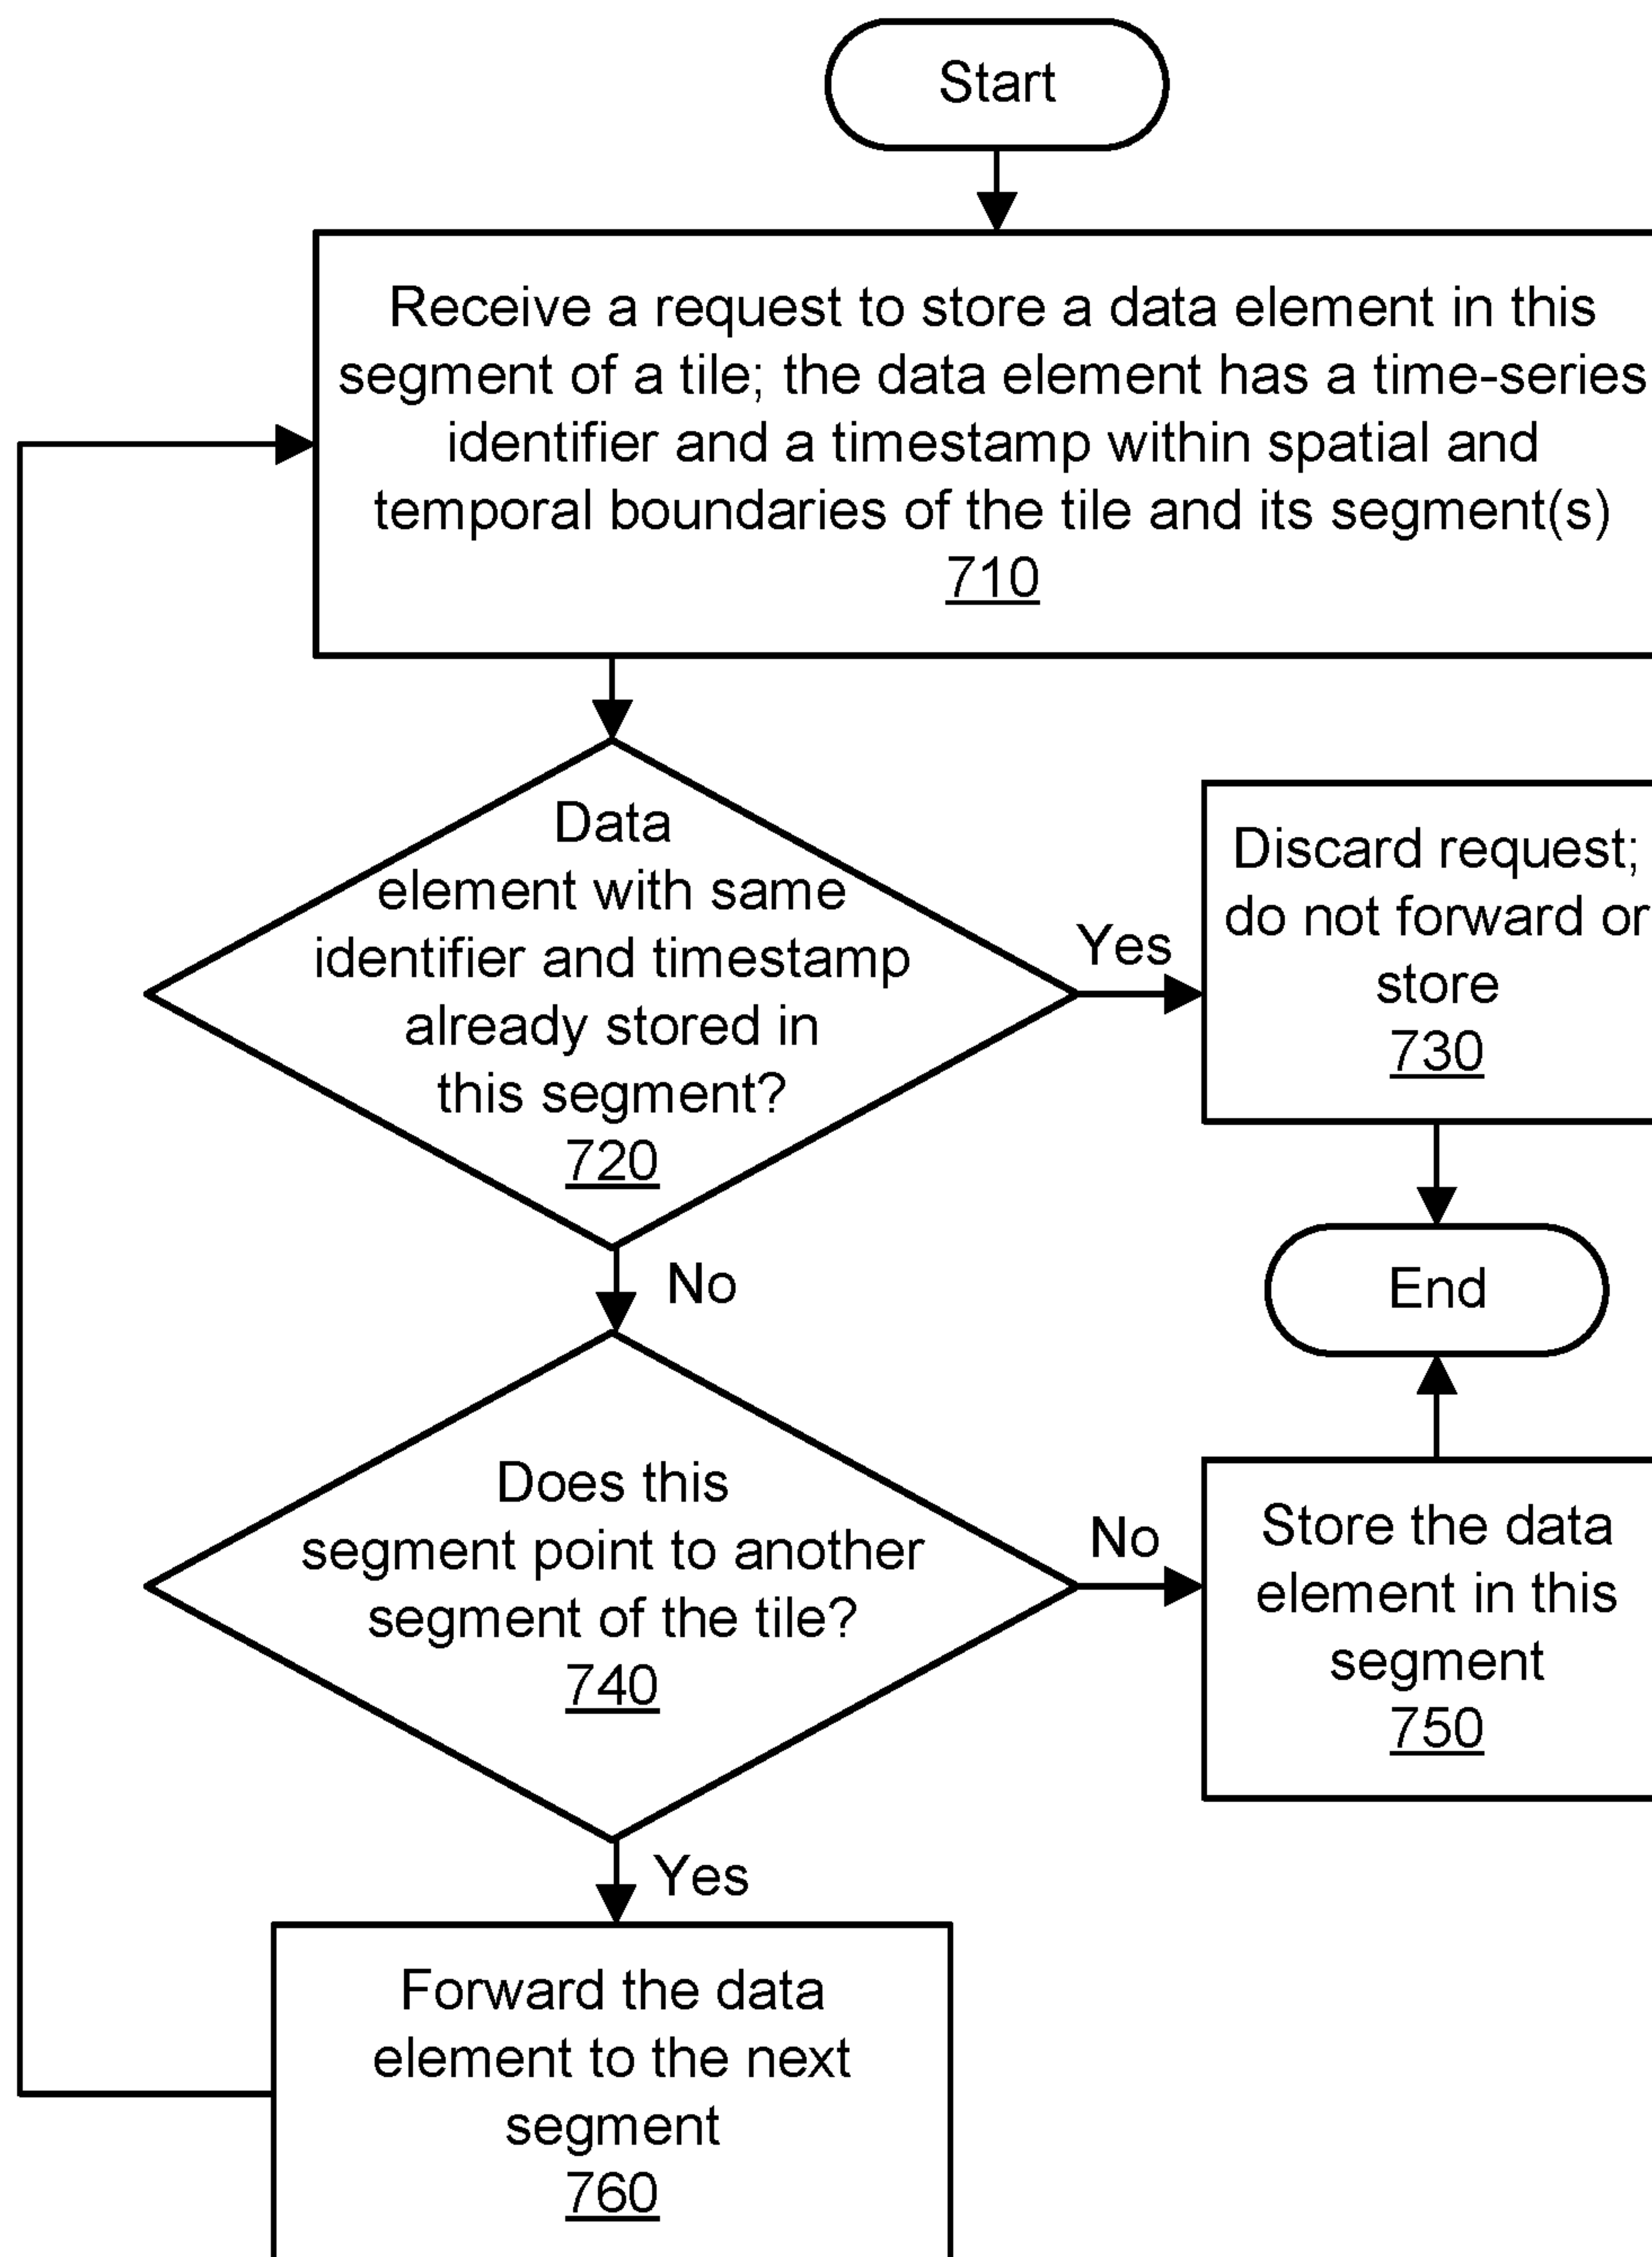 Start
Receive a request to store a data element in this
segment of a tile; the data element has a time-series
identifier and a timestamp within spatial and
temporal boundaries of the tile and its segment(s)
710
Data
element with same
identifier and timestamp
already stored in
this segment?
720
Yes
Discard request;
do not forward or
store
730
No
End
Does this
segment point to another
segment of the tile?
740
No
Store the data
element in this
segment
750
Yes
Forward the data
element to the next
segment
760